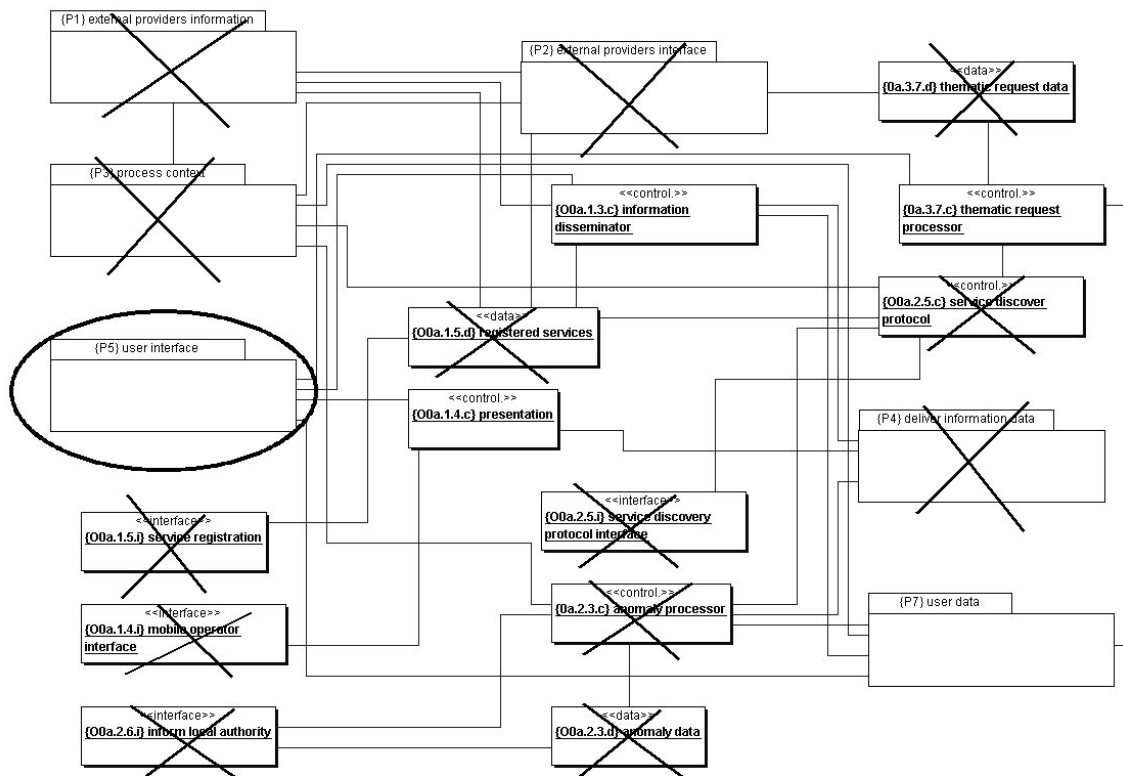 {P1} external providers information
{P2} external providers interface
<<data>>
{0a.3.7.d} thematic request data
{P3} process context
<<control.>>
{O0a.1.3.c} information
disseminator
<<control.>>
{0a.3.7.c} thematic request
processor
<<control.>>
{O0a.2.5.c} service discover
protocol
<<data>>
{O0a.1.5.d} registered services
{P5} user interface
<<control.>>
{O0a.1.4.c} presentation
{P4} deliver information data
<<interface>>
{O0a.1.5.i} service registration
<<interface>>
{O0a.2.5.i} service discovery
protocol interface
<<control.>>
{0a.2.3.c} anomaly processor
{P7} user data
<<interface>>
{O0a.1.4.i} mobile operator
interface
<<interface>>
{O0a.2.6.i} inform local authority
<<data>>
{O0a.2.3.d} anomaly data